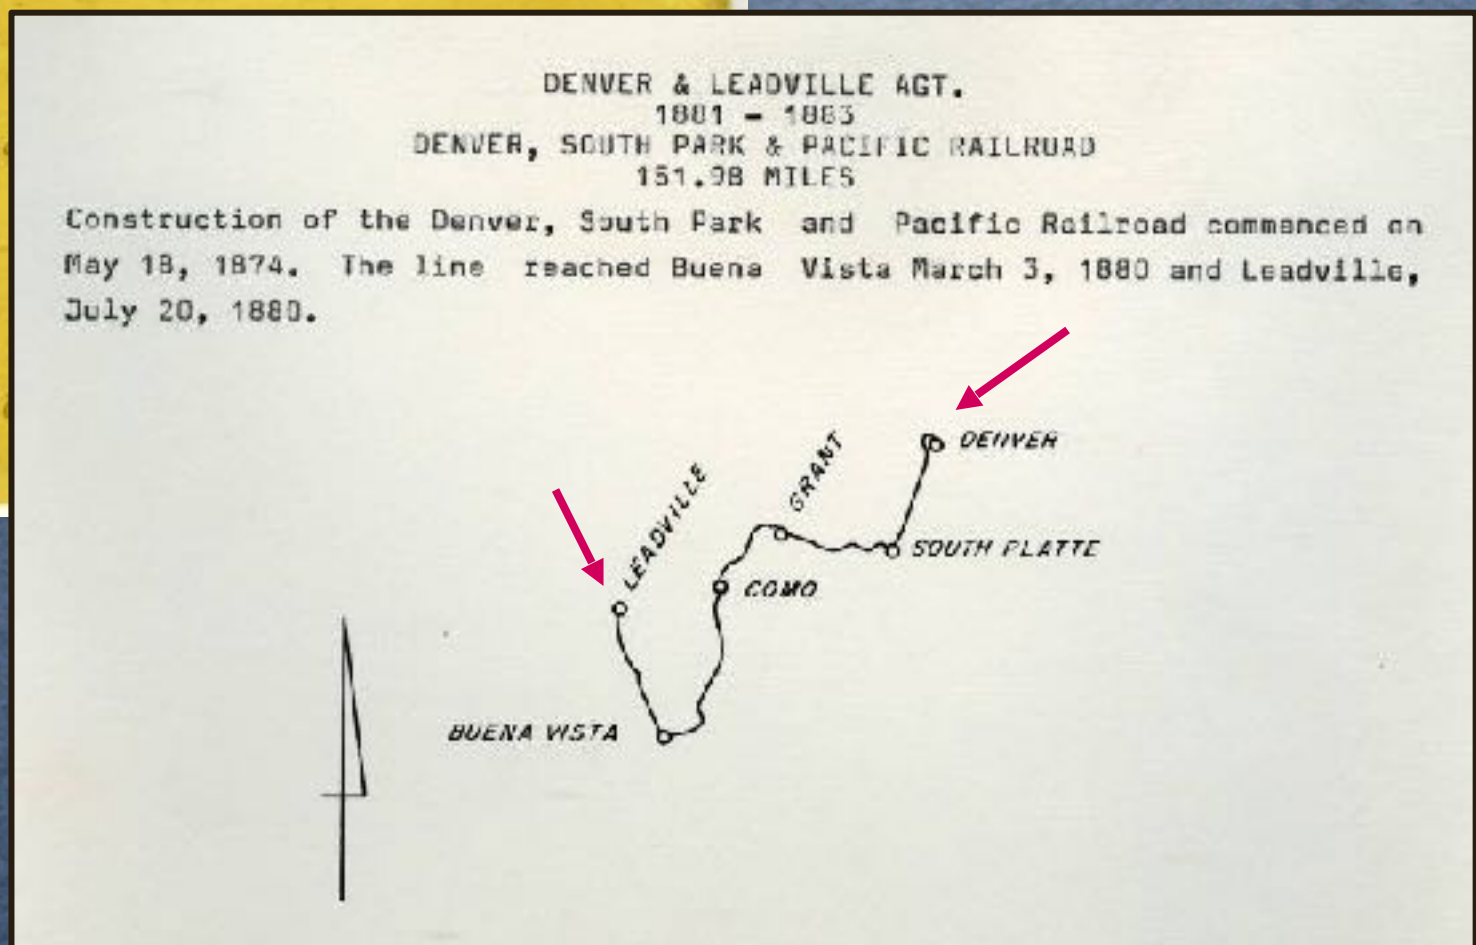 DENVER & LEADVILLE AGT.
1881 - 1883
DENVER, SOUTH PARK & PACIFIC RAILROAD
151.98 MILES
Construction of the Denver, South Park and Pacific Railroad commenced on
May 18, 1874. The line reached Buena Vista March 3, 1880 and Leadville,
July 20, 1880.
DENVER
GRANT
LEADVILLE
SOUTH PLATTE
COMO
BUENA VISTA